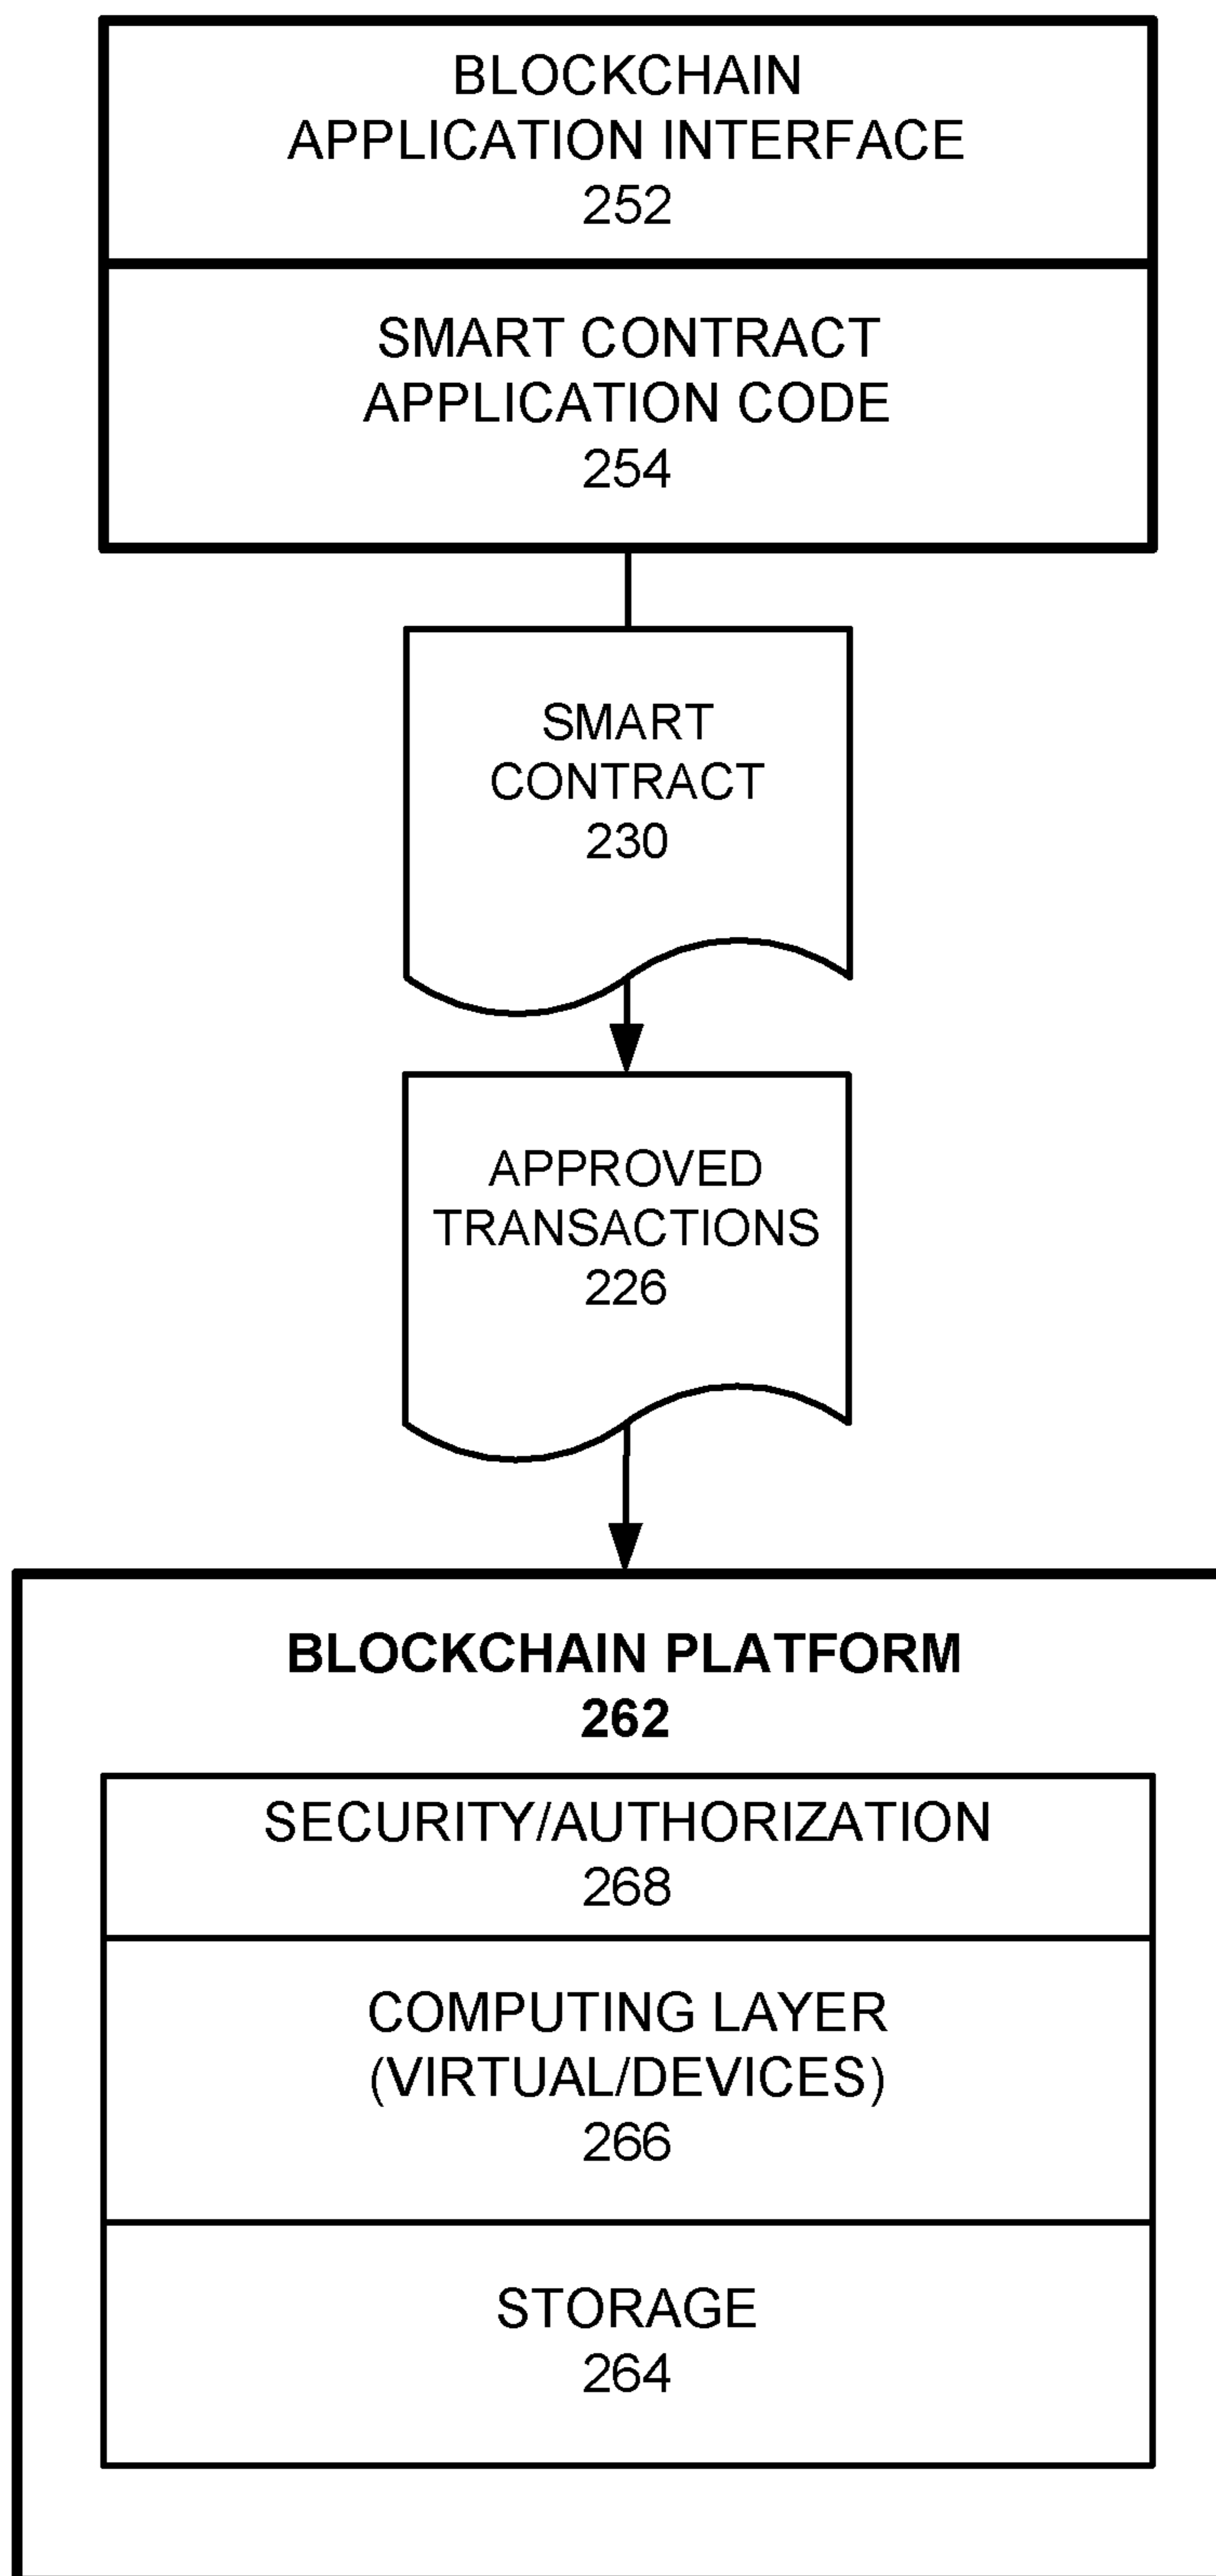 BLOCKCHAIN
APPLICATION INTERFACE
252
SMART CONTRACT
APPLICATION CODE
254
SMART
CONTRACT
230
APPROVED
TRANSACTIONS
226
BLOCKCHAIN PLATFORM
262
SECURITY/AUTHORIZATION
268
COMPUTING LAYER
(VIRTUAL/DEVICES)
266
STORAGE
264